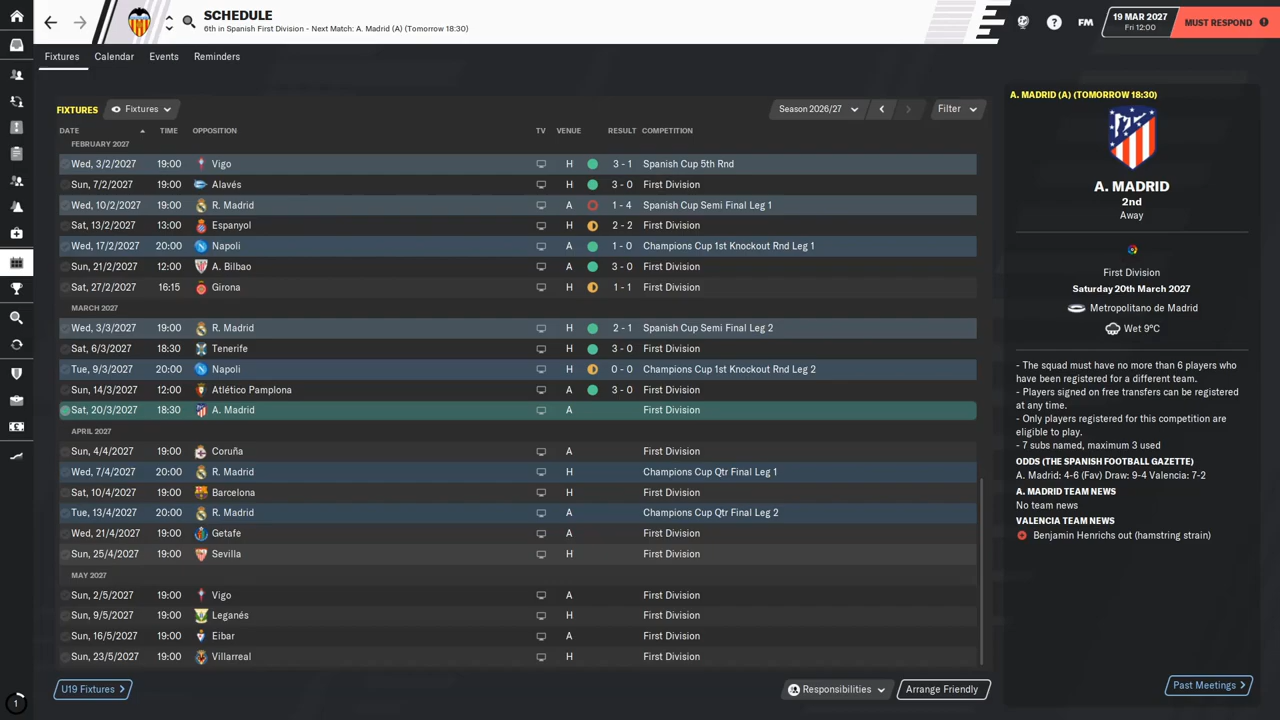 SCHEDULE
6th in Spanish First Division - Next Match: A. Madrid (A) (Tomorrow 18:30)
FM
19 MAR 2027
Fri 12:00
MUST RESPOND
Fixtures Calendar Events Reminders
FIXTURES Fixtures Season 2026/27 Filter
DATE TIME OPPOSITION TV VENUE RESULT COMPETITION
FEBRUARY 2027
Wed, 3/2/2027 19:00 Vigo H 3 - 1 Spanish Cup 5th Rnd
Sun, 7/2/2027 19:00 Alavés H 3 - 0 First Division
Wed, 10/2/2027 19:00 R. Madrid A 1 - 4 Spanish Cup Semi Final Leg 1
Sat, 13/2/2027 13:00 Espanyol H 2 - 2 First Division
Wed, 17/2/2027 20:00 Napoli A 1 - 0 Champions Cup 1st Knockout Rnd Leg 1
Sun, 21/2/2027 12:00 A. Bilbao A 3 - 0 First Division
Sat, 27/2/2027 16:15 Girona H 1 - 1 First Division
MARCH 2027
Wed, 3/3/2027 19:00 R. Madrid H 2 - 1 Spanish Cup Semi Final Leg 2
Sat, 6/3/2027 18:30 Tenerife H 3 - 0 First Division
Tue, 9/3/2027 20:00 Napoli H 0 - 0 Champions Cup 1st Knockout Rnd Leg 2
Sun, 14/3/2027 12:00 Atlético Pamplona A 3 - 0 First Division
Sat, 20/3/2027 18:30 A. Madrid A First Division
APRIL 2027
Sun, 4/4/2027 19:00 Coruña A First Division
Wed, 7/4/2027 20:00 R. Madrid H Champions Cup Qtr Final Leg 1
Sat, 10/4/2027 19:00 Barcelona H First Division
Tue, 13/4/2027 20:00 R. Madrid A Champions Cup Qtr Final Leg 2
Wed, 21/4/2027 19:00 Getafe A First Division
Sun, 25/4/2027 19:00 Sevilla H First Division
MAY 2027
Sun, 2/5/2027 19:00 Vigo A First Division
Sun, 9/5/2027 19:00 Leganés H First Division
Sun, 16/5/2027 19:00 Eibar A First Division
Sun, 23/5/2027 19:00 Villarreal H First Division
U19 Fixtures Responsibilities Arrange Friendly
1
A. MADRID (A) (TOMORROW 18:30)
A. MADRID
2nd
Away
First Division
Saturday 20th March 2027
Metropolitano de Madrid
Wet 9°C
- The squad must have no more than 6 players who
have been registered for a different team.
- Players signed on free transfers can be registered
at any time.
- Only players registered for this competition are
eligible to play.
- 7 subs named, maximum 3 used
ODDS (THE SPANISH FOOTBALL GAZETTE)
A. Madrid: 4-6 (Fav) Draw: 9-4 Valencia: 7-2
A. MADRID TEAM NEWS
No team news
VALENCIA TEAM NEWS
Benjamin Henrichs out (hamstring strain)
Past Meetings